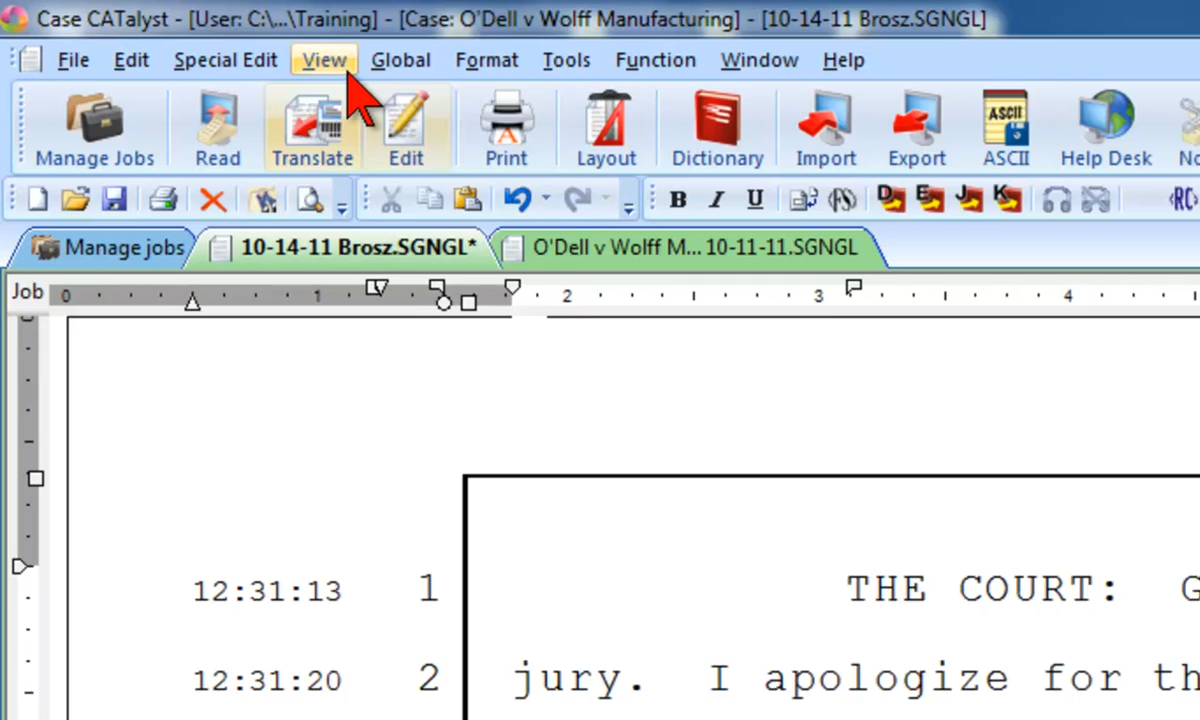 Case CATalyst - [User: C:\...\Training] - [Case: O'Dell v Wolff Manufacturing] - [10-14-11 Brosz.SGNGL]
File Edit Special Edit View Global Format Tools Function Window Help
ASCII
Manage Jobs Read Translate Edit Print Layout Dictionary Import Export ASCII Help Desk No
B I U (FS) D E J K «RC»
Manage jobs 10-14-11 Brosz.SGNGL* O'Dell v Wolff M... 10-11-11.SGNGL
Job 0 1 2 3 4
12:31:13 1 THE COURT: G
12:31:20 2 jury. I apologize for th